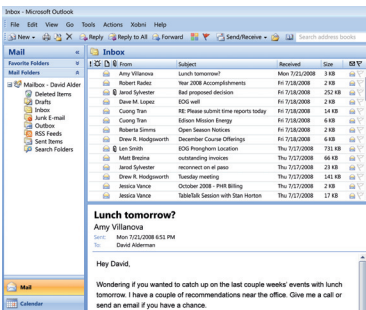 Inbox - Microsoft Outlook
File Edit View Go Tools Actions Xobni Help
New Reply Reply to All Forward Send/Receive Search address books
Mail «
Favorite Folders
Mail Folders
Mailbox - David Alder
Deleted Items
Drafts
Inbox
Junk E-mail
Outbox
RSS Feeds
Sent Items
Search Folders
Mail
Calendar
Inbox
From Subject Received Size
Amy Villanova Lunch tomorrow? Mon 7/21/2008 3 KB
Robert Radez Year 2008 Accomplishments Fri 7/18/2008 2 KB
Jarod Sylvester Bad proposed decision Fri 7/18/2008 252 KB
Dave M. Lopez EOG well Fri 7/18/2008 2 KB
Cuong Tran RE: Please submit time reports today Fri 7/18/2008 14 KB
Cuong Tran Edison Mission Energy Fri 7/18/2008 6 KB
Roberta Simms Open Season Notices Fri 7/18/2008 2 KB
Drew R. Hodgsworth December Course Offerings Fri 7/18/2008 6 KB
Len Smith EOG Pronghorn Location Thu 7/17/2008 731 KB
Matt Brezina outstanding invoices Thu 7/17/2008 66 KB
Jarod Sylvester reconnect on el paso Thu 7/17/2008 23 KB
Drew R. Hodgsworth Tuesday meeting Thu 7/17/2008 141 KB
Jessica Vance October 2008 - PHR Billing Thu 7/17/2008 2 KB
Jessica Vance TableTalk Session with Stan Horton Thu 7/17/2008 17 KB
Lunch tomorrow?
Amy Villanova
Sent: Mon 7/21/2008 6:51 PM
To: David Alderman
Hey David,
Wondering if you wanted to catch up on the last couple weeks' events with lunch
tomorrow. I have a couple of recommendations near the office. Give me a call or
send an email if you have a chance.